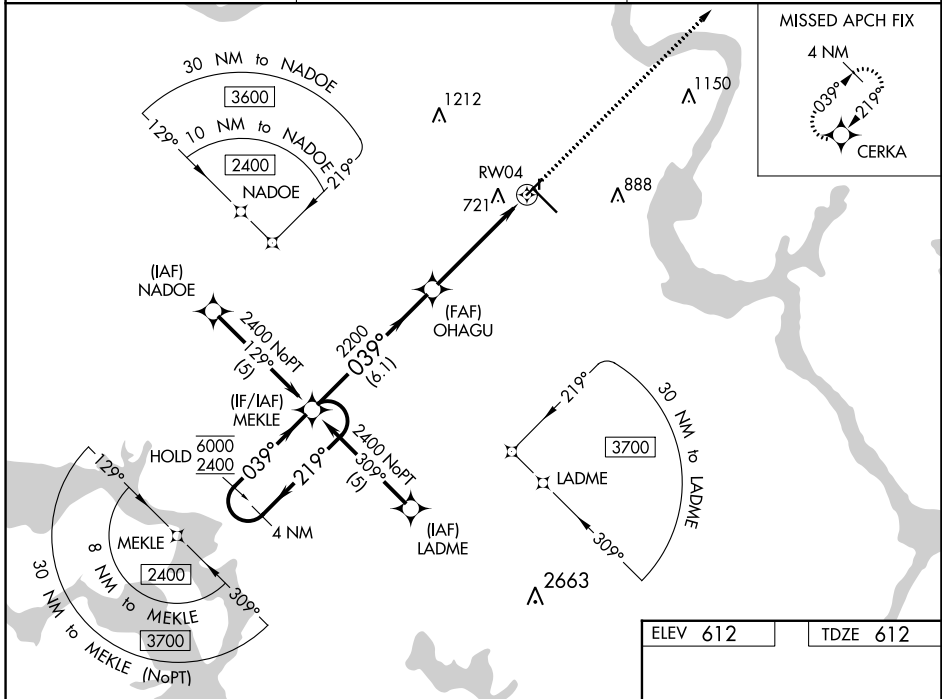 MISSED APCH FIX
4 NM
039°
219°
CERKA
30 NM to NADOE
3600
10 NM to NADOE
2400
129°
219°
NADOE
1212
1150
RW04
721
888
(IAF)
NADOE
2400 NoPT
129°
(5)
(FAF)
OHAGU
2200
039°
(6.1)
(IF/IAF)
MEKLE
HOLD
6000
2400
039°
219°
4 NM
2400 NoPT
309°
(5)
(IAF)
LADME
219°
30 NM to LADME
3700
LADME
309°
129°
MEKLE
2400
8 NM to MEKLE
309°
3700
30 NM to MEKLE (NoPT)
2663
ELEV 612
TDZE 612